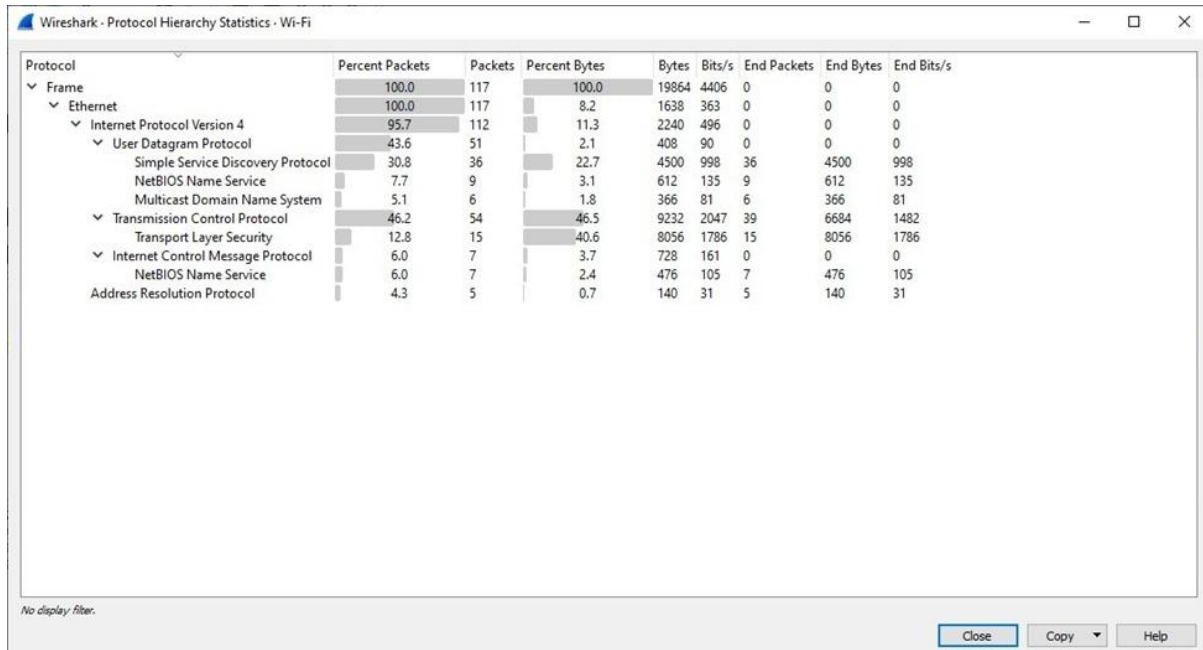 Wireshark · Protocol Hierarchy Statistics · Wi-Fi
Protocol Percent Packets Packets Percent Bytes Bytes Bits/s End Packets End Bytes End Bits/s
Frame 100.0 117 100.0 19864 4406 0 0 0
Ethernet 100.0 117 8.2 1638 363 0 0 0
Internet Protocol Version 4 95.7 112 11.3 2240 496 0 0 0
User Datagram Protocol 43.6 51 2.1 408 90 0 0 0
Simple Service Discovery Protocol 30.8 36 22.7 4500 998 36 4500 998
NetBIOS Name Service 7.7 9 3.1 612 135 9 612 135
Multicast Domain Name System 5.1 6 1.8 366 81 6 366 81
Transmission Control Protocol 46.2 54 46.5 9232 2047 39 6684 1482
Transport Layer Security 12.8 15 40.6 8056 1786 15 8056 1786
Internet Control Message Protocol 6.0 7 3.7 728 161 0 0 0
NetBIOS Name Service 6.0 7 2.4 476 105 7 476 105
Address Resolution Protocol 4.3 5 0.7 140 31 5 140 31
No display filter.
Close Copy Help